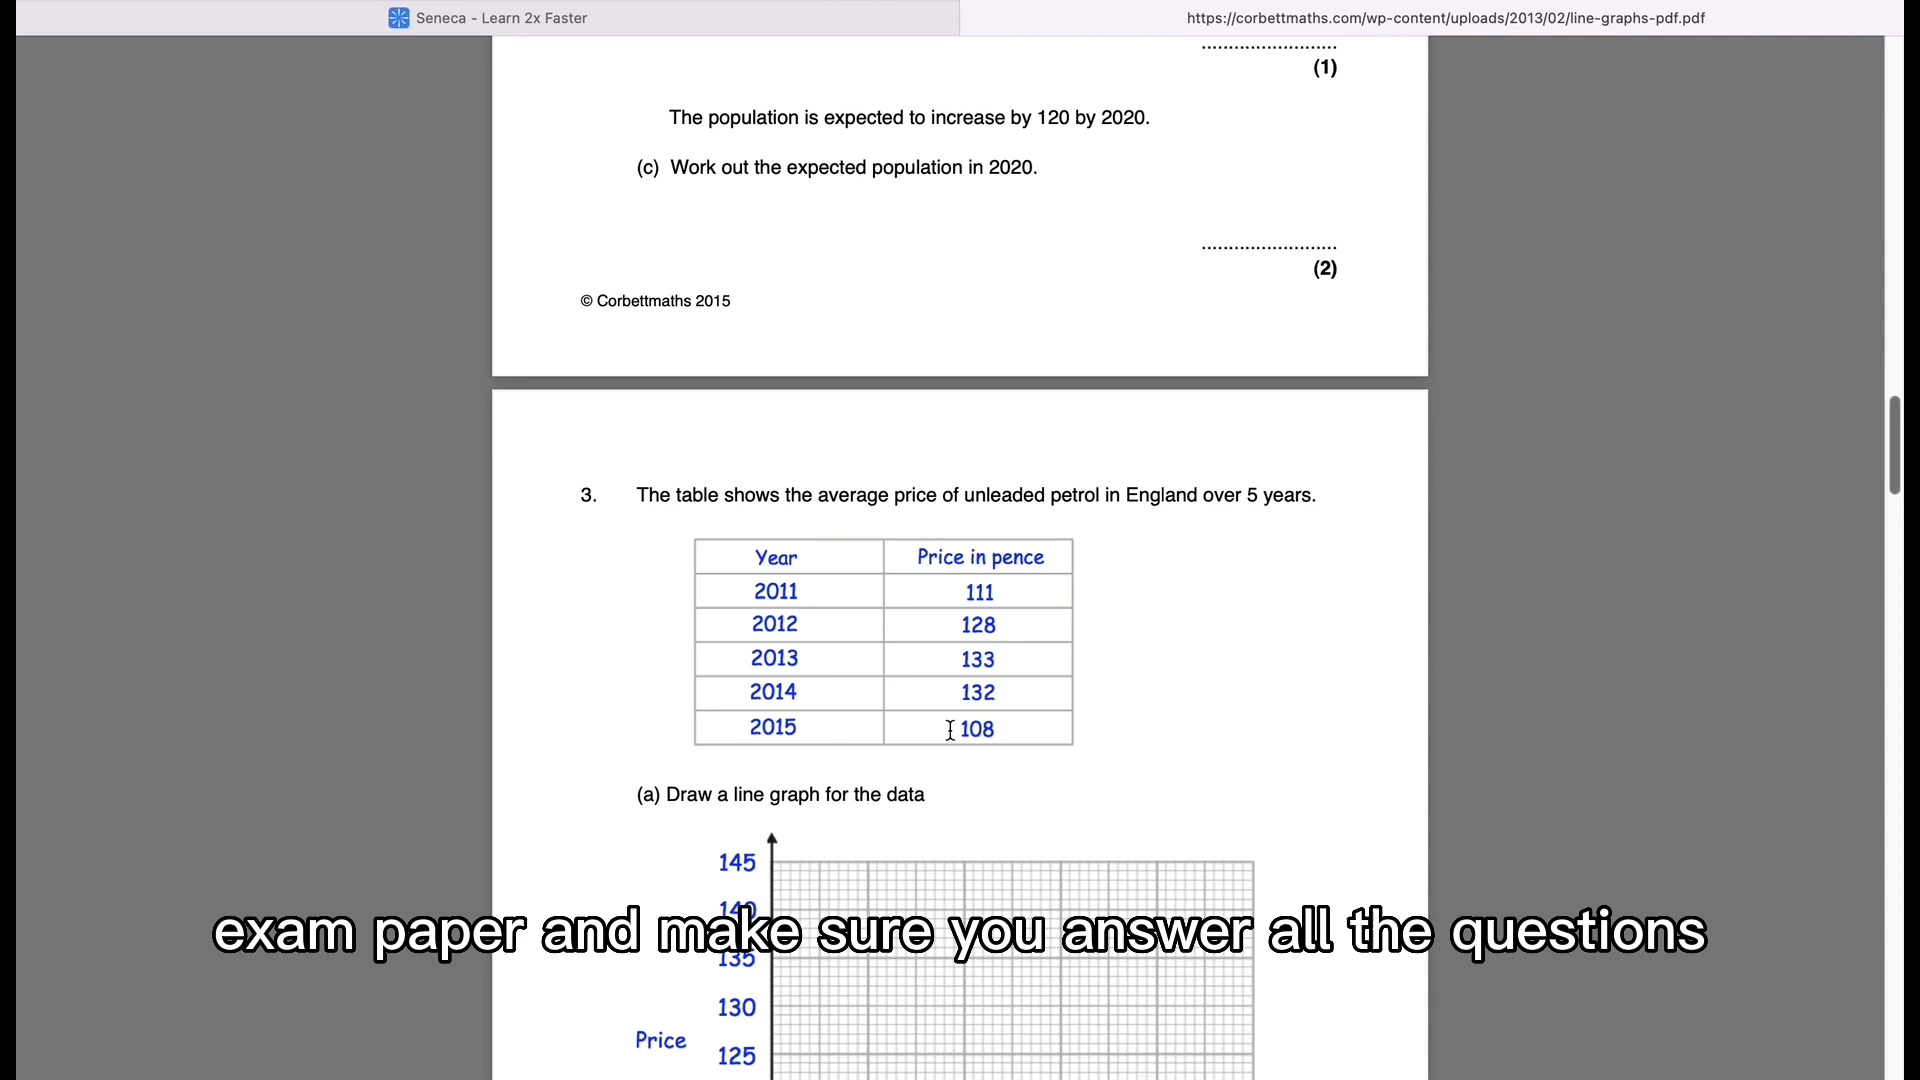 Seneca - Learn 2x Faster
https://corbettmaths.com/wp-content/uploads/2013/02/line-graphs-pdf.pdf
.........................
(1)
The population is expected to increase by 120 by 2020.
(c) Work out the expected population in 2020.
.........................
(2)
© Corbettmaths 2015
3. The table shows the average price of unleaded petrol in England over 5 years.
Year Price in pence
2011 111
2012 128
2013 133
2014 132
2015 108
(a) Draw a line graph for the data
145
140
exam paper and make sure you answer all the questions
135
130
Price
125